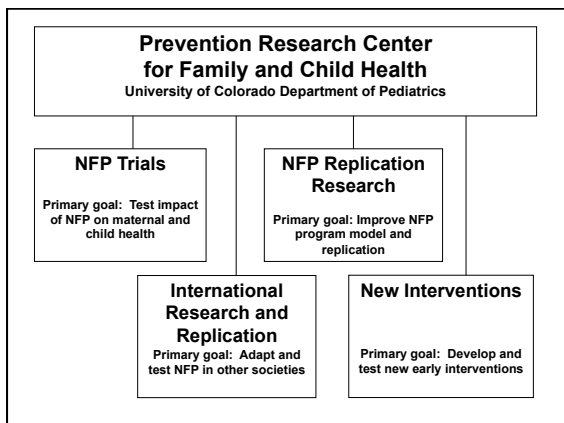 Prevention Research Center
for Family and Child Health
University of Colorado Department of Pediatrics
NFP Trials
Primary goal: Test impact
of NFP on maternal and
child health
NFP Replication
Research
Primary goal: Improve NFP
program model and
replication
International
Research and
Replication
Primary goal: Adapt and
test NFP in other societies
New Interventions
Primary goal: Develop and
test new early interventions